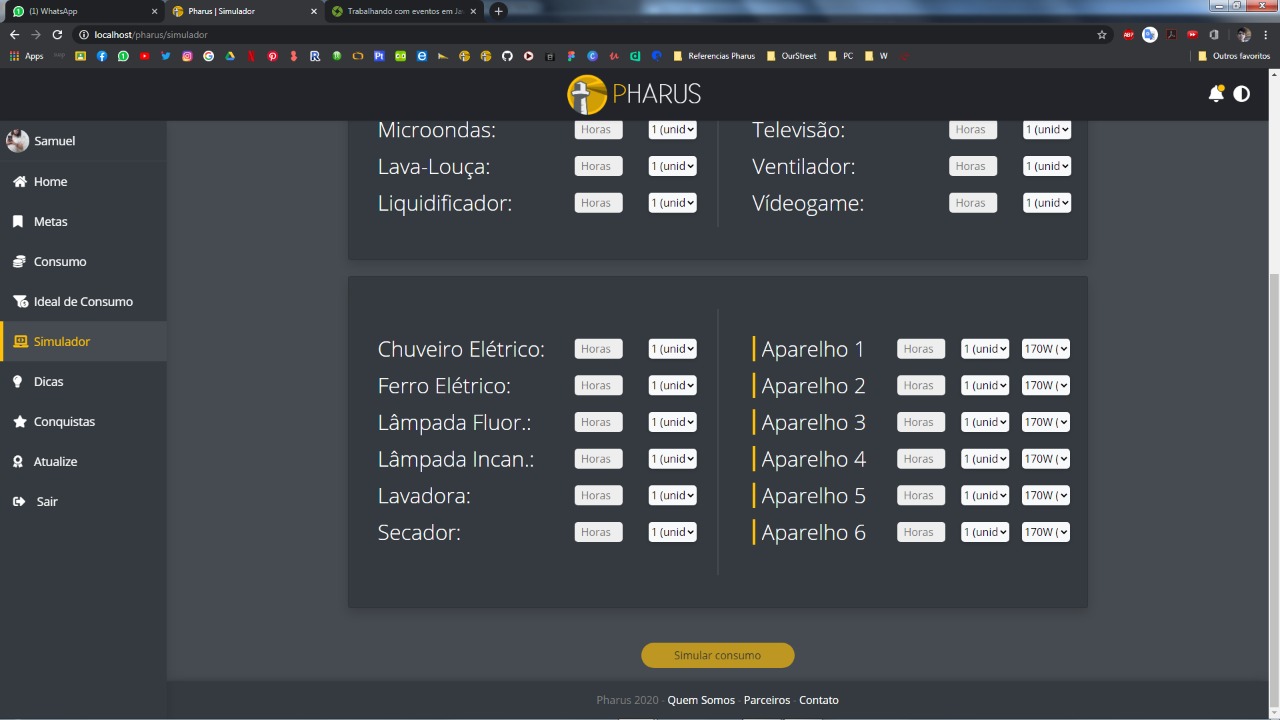 (1) WhatsApp
Pharus | Simulador
Trabalhando com eventos em Ja
localhost/pharus/simulador
Apps
Referencias Pharus
OurStreet
PC
W
Outros favoritos
PHARUS
Samuel
Home
Metas
Consumo
Ideal de Consumo
Simulador
Dicas
Conquistas
Atualize
Sair
Microondas: Horas 1 (unid Televisão: Horas 1 (unid
Lava-Louça: Horas 1 (unid Ventilador: Horas 1 (unid
Liquidificador: Horas 1 (unid Vídeogame: Horas 1 (unid
Chuveiro Elétrico: Horas 1 (unid Aparelho 1 Horas 1 (unid 170W (
Ferro Elétrico: Horas 1 (unid Aparelho 2 Horas 1 (unid 170W (
Lâmpada Fluor.: Horas 1 (unid Aparelho 3 Horas 1 (unid 170W (
Lâmpada Incan.: Horas 1 (unid Aparelho 4 Horas 1 (unid 170W (
Lavadora: Horas 1 (unid Aparelho 5 Horas 1 (unid 170W (
Secador: Horas 1 (unid Aparelho 6 Horas 1 (unid 170W (
Simular consumo
Pharus 2020 · Quem Somos · Parceiros · Contato